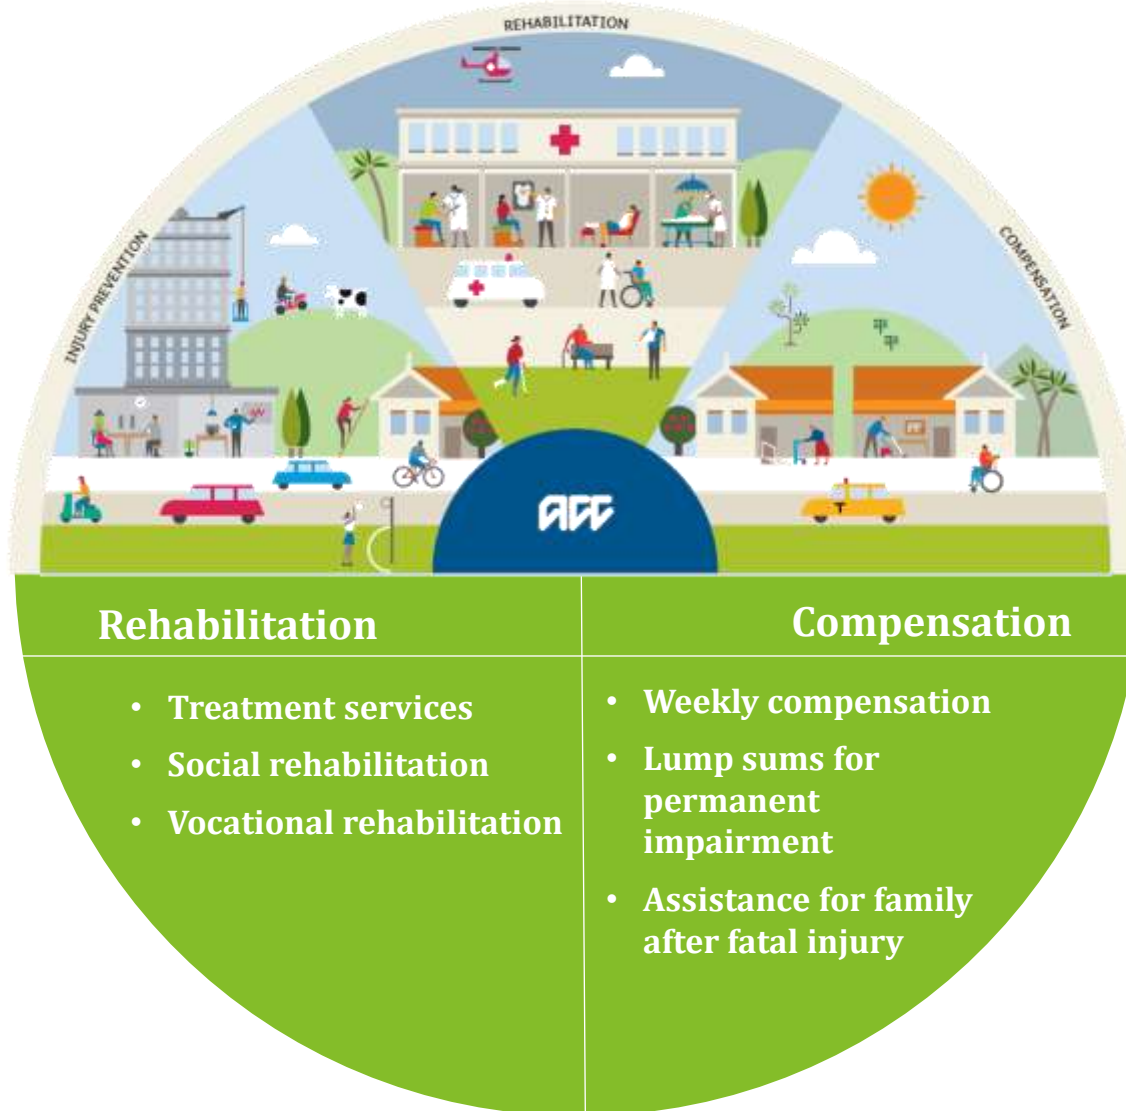 REHABILITATION
INJURY PREVENTION
COMPENSATION
ACC
T
Rehabilitation
• Treatment services
• Social rehabilitation
• Vocational rehabilitation
Compensation
• Weekly compensation
• Lump sums for
permanent
impairment
• Assistance for family
after fatal injury